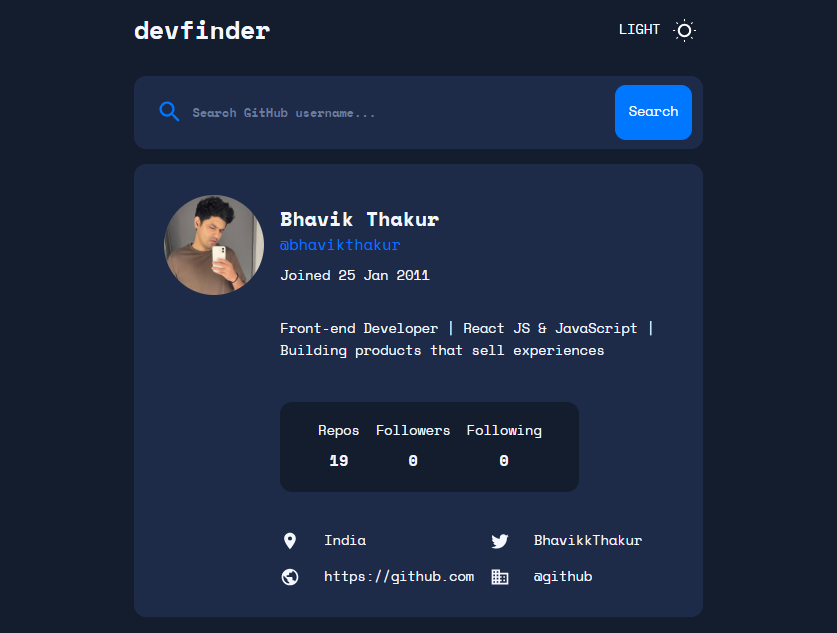 devfinder
LIGHT
Search GitHub username...
Search
Bhavik Thakur
@bhavikthakur
Joined 25 Jan 2011
Front-end Developer | React JS & JavaScript |
Building products that sell experiences
Repos Followers Following
19 0 0
India BhavikkThakur
https://github.com @github